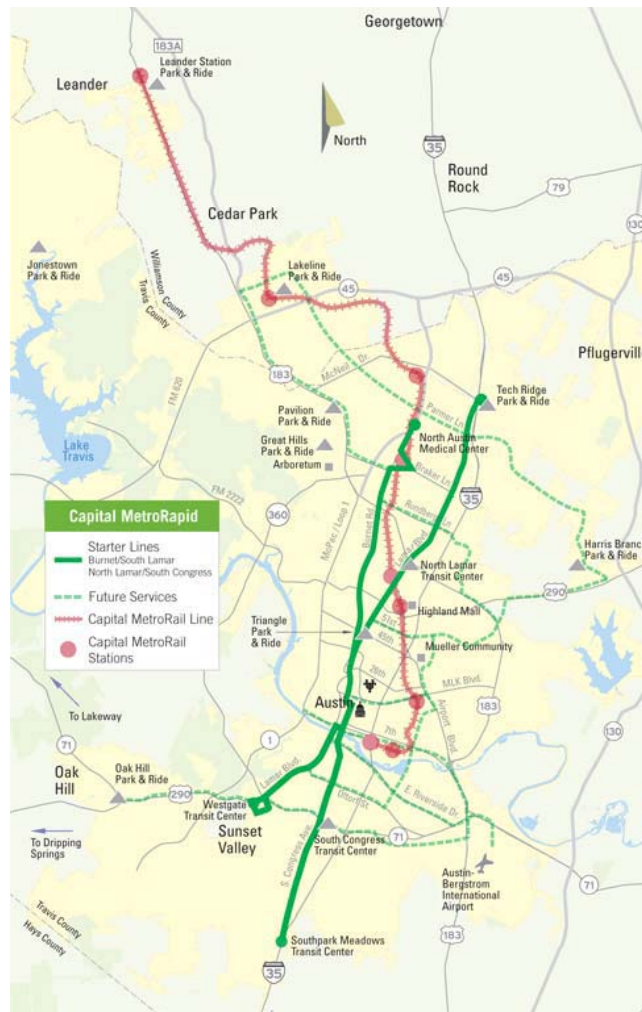 Georgetown
183A
Leander Station
Park & Ride
Leander
35
North
Round
Rock
79
Cedar Park
130
Jonestown
Park & Ride
Williamson County
Travis County
Lakeline
Park & Ride
45
45
Pflugervill
183
McNeil Dr.
FM 620
Tech Ridge
Park & Ride
Parmer Ln
Pavilion
Park & Ride
North Austin
Medical Center
Great Hills
Park & Ride
Arboretum
Braker Ln
Lake
Travis
FM 2222
35
360
MoPac / Loop 1
Burnet Rd.
Rundberg Ln
Lamar Blvd.
Capital MetroRapid
Starter Lines
Burnet/South Lamar
North Lamar/South Congress
Future Services
Capital MetroRail Line
Capital MetroRail
Stations
Harris Branc
Park & Ride
North Lamar
Transit Center
290
Highland Mall
Triangle
Park & Ride
51st
45th
Mueller Community
26th
MLK Blvd.
Austin
183
To Lakeway
1
7th
Airport Blvd.
130
71
Oak
Hill
Oak Hill
Park & Ride
290
Lamar Blvd.
Westgate
Transit Center
Oltorf St.
E. Riverside Dr
Sunset
Valley
To Dripping
Springs
S. Congress Ave.
South Congress
Transit Center
71
Austin-
Bergstrom
International
Airport
71
Travis County
Hays County
183
Southpark Meadows
Transit Center
35